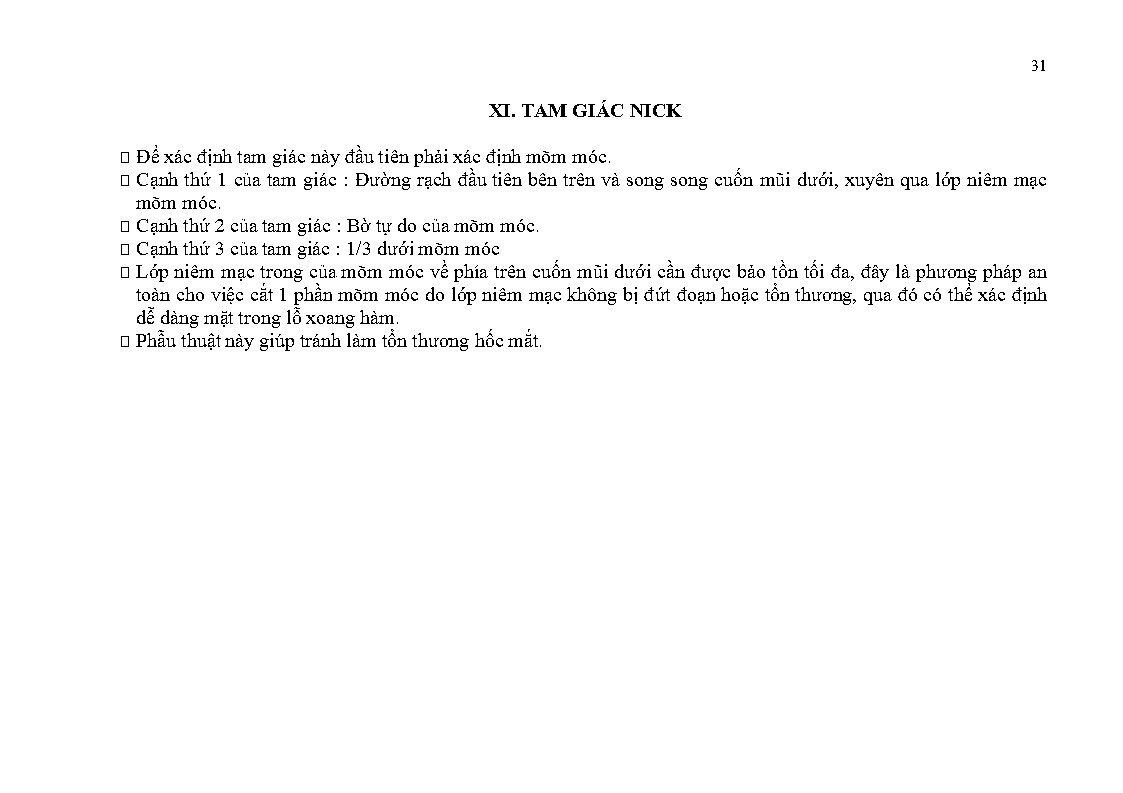 31
XI. TAM GIÁC NICK
▯ Để xác định tam giác này đầu tiên phải xác định mõm móc.
▯ Cạnh thứ 1 của tam giác : Đường rạch đầu tiên bên trên và song song cuốn mũi dưới, xuyên qua lớp niêm mạc
mõm móc.
▯ Cạnh thứ 2 của tam giác : Bờ tự do của mõm móc.
▯ Cạnh thứ 3 của tam giác : 1/3 dưới mõm móc
▯ Lớp niêm mạc trong của mõm móc về phía trên cuốn mũi dưới cần được bảo tồn tối đa, đây là phương pháp an
toàn cho việc cắt 1 phần mõm móc do lớp niêm mạc không bị đứt đoạn hoặc tổn thương, qua đó có thể xác định
dễ dàng mặt trong lỗ xoang hàm.
▯ Phẫu thuật này giúp tránh làm tổn thương hốc mắt.